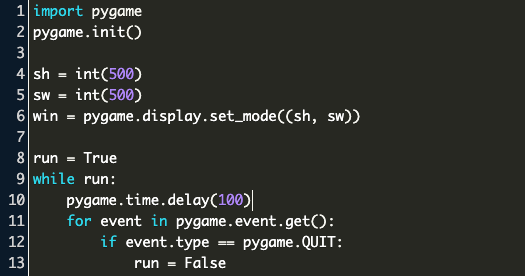 1 import pygame
2 pygame.init()
3
4 sh = int(500)
5 sw = int(500)
6 win = pygame.display.set_mode((sh, sw))
7
8 run = True
9 while run:
10     pygame.time.delay(100)
11     for event in pygame.event.get():
12         if event.type == pygame.QUIT:
13             run = False